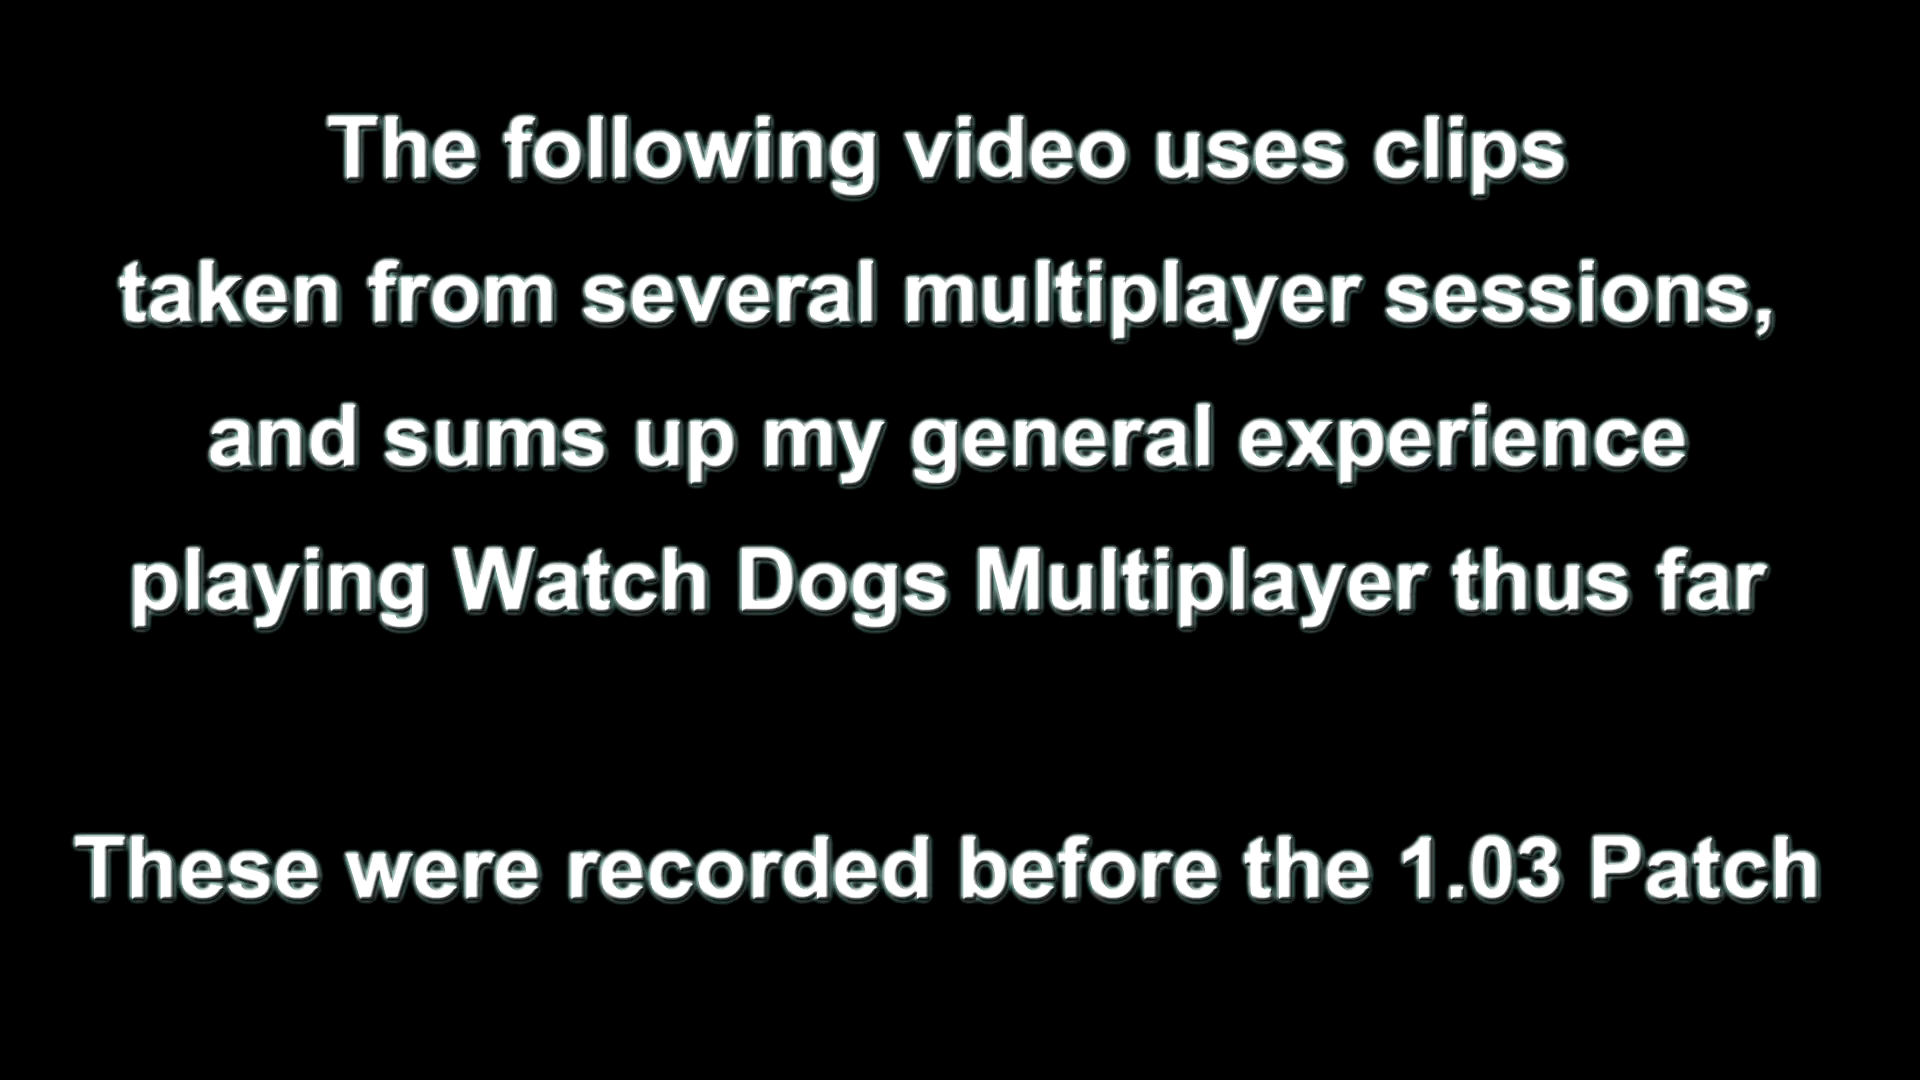 The following video uses clips
taken from several multiplayer sessions,
and sums up my general experience
playing Watch Dogs Multiplayer thus far
These were recorded before the 1.03 Patch